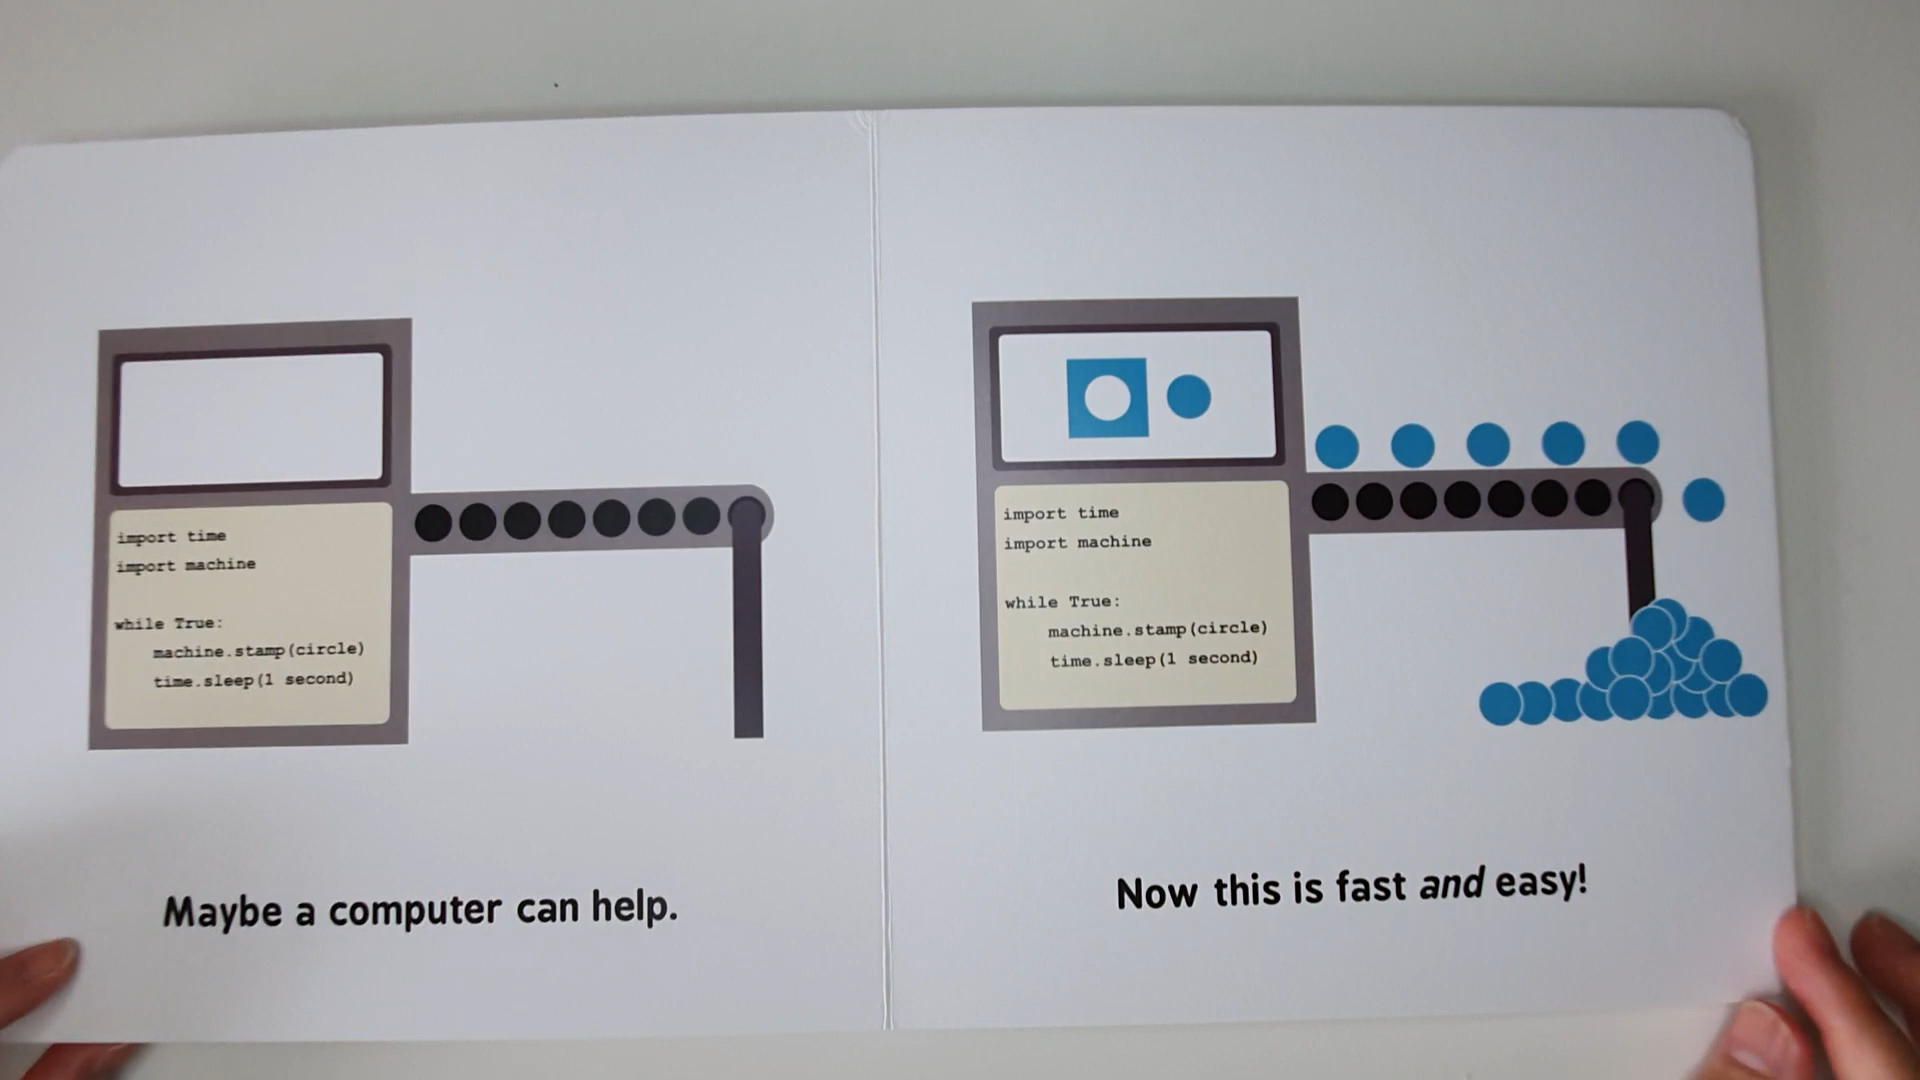 import time
import machine
while True:
machine.stamp(circle)
time.sleep(1 second)
Maybe a computer can help.
import time
import machine
while True:
machine.stamp(circle)
time.sleep(1 second)
Now this is fast and easy!